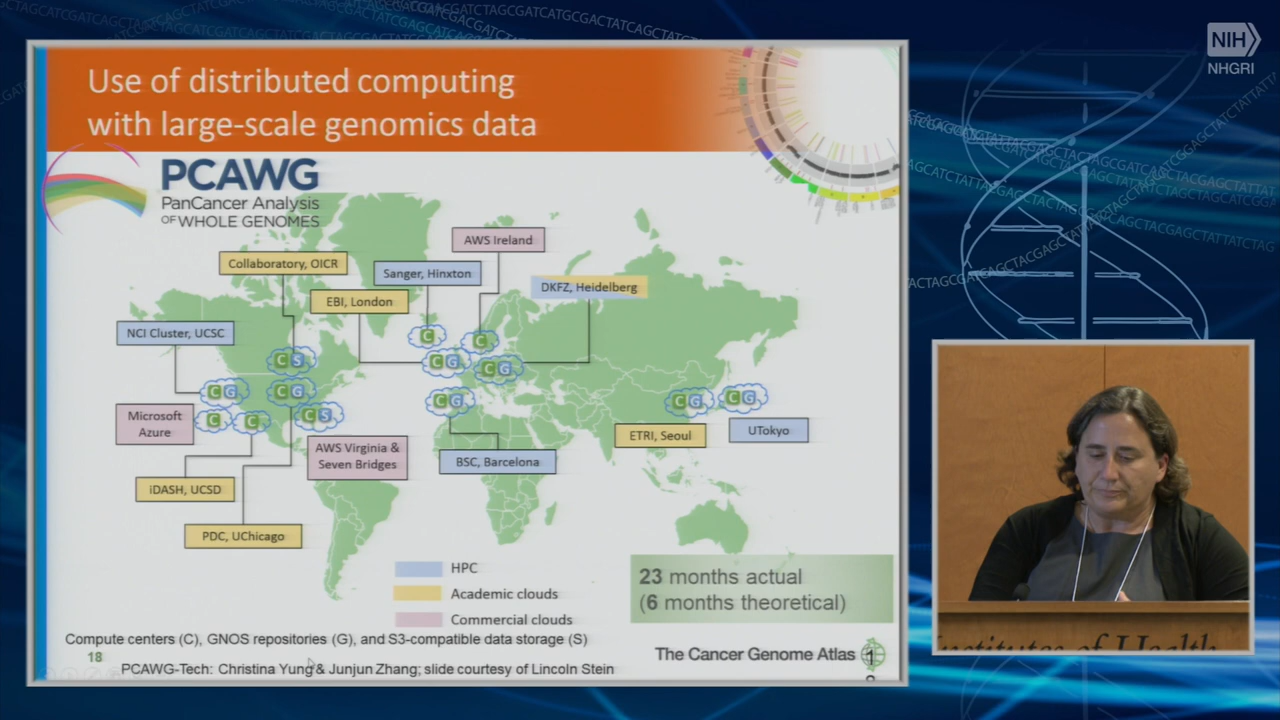 NIH
NHGRI
Use of distributed computing
with large-scale genomics data
PCAWG
PanCancer Analysis
OF WHOLE GENOMES
AWS Ireland
Collaboratory, OICR
Sanger, Hinxton
DKFZ, Heidelberg
EBI, London
NCI Cluster, UCSC
C
C
C S
C G
C G
C G
C G
C G
C G
C G
C
C
C S
Microsoft
Azure
ETRI, Seoul
UTokyo
AWS Virginia &
Seven Bridges
BSC, Barcelona
iDASH, UCSD
PDC, UChicago
HPC
Academic clouds
Commercial clouds
23 months actual
(6 months theoretical)
Compute centers (C), GNOS repositories (G), and S3-compatible data storage (S)
18
The Cancer Genome Atlas
PCAWG-Tech: Christina Yung & Junjun Zhang; slide courtesy of Lincoln Stein
Institutes of Health